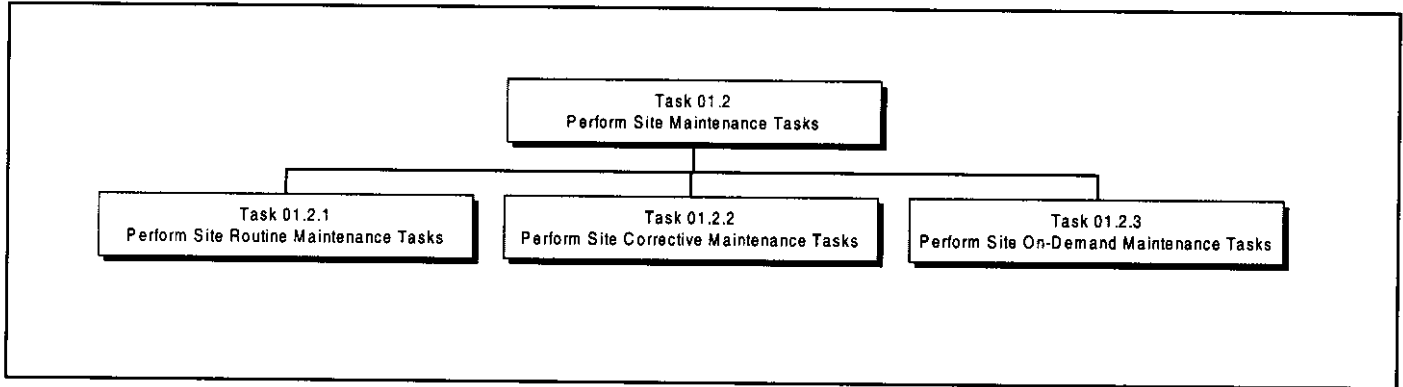 Task 01.2
Perform Site Maintenance Tasks
Task 01.2.1
Perform Site Routine Maintenance Tasks
Task 01.2.2
Perform Site Corrective Maintenance Tasks
Task 01.2.3
Perform Site On-Demand Maintenance Tasks